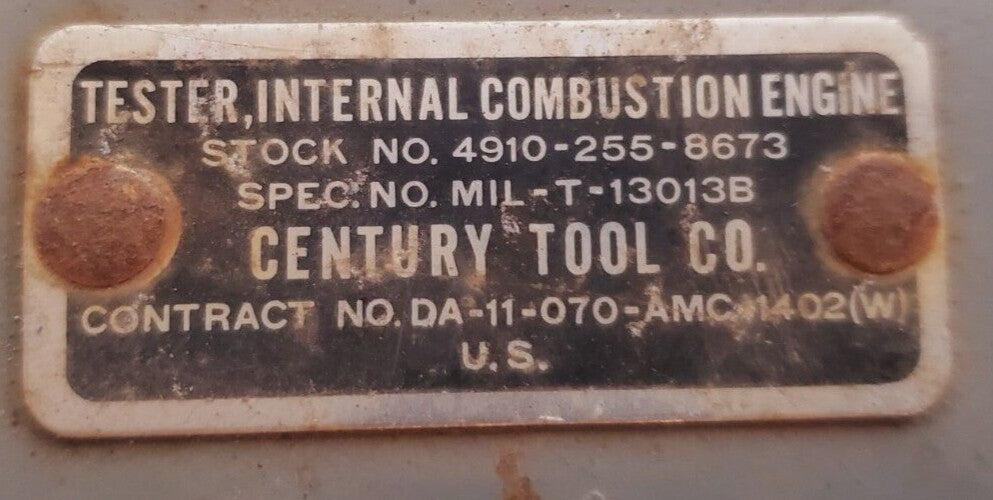 TESTER, INTERNAL COMBUSTION ENGINE
STOCK NO. 4910-255-8673
SPEC. NO. MIL-T-13013B
CENTURY TOOL CO.
CONTRACT NO. DA-11-070-AMC-1402(W)
U.S.